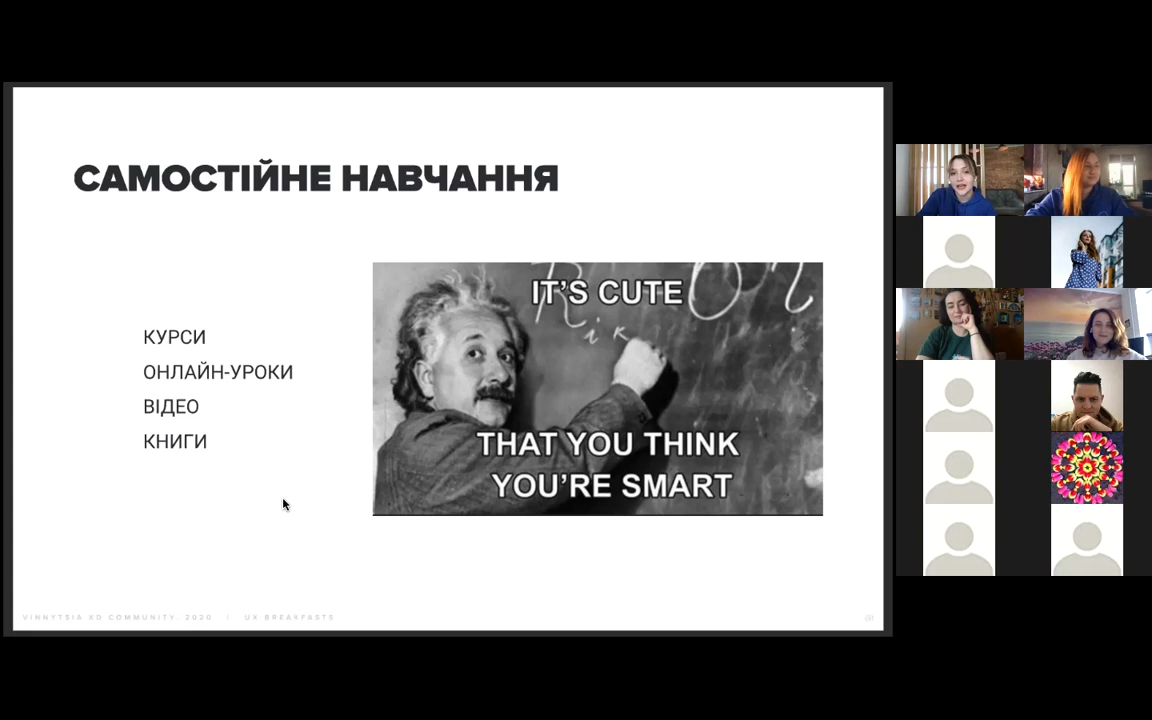 САМОСТІЙНЕ НАВЧАННЯ
КУРСИ
ОНЛАЙН-УРОКИ
ВІДЕО
КНИГИ
IT'S CUTE
THAT YOU THINK
YOU'RE SMART
VINNYTSIA XD COMMUNITY, 2020 | UX BREAKFASTS